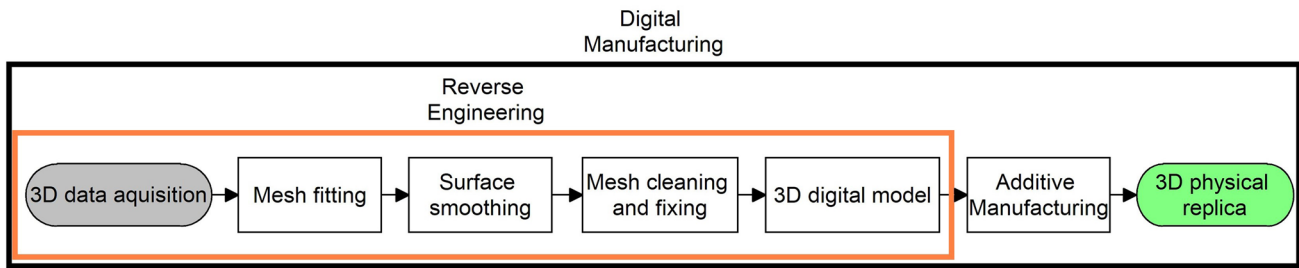 Digital
Manufacturing
Reverse
Engineering
3D data aquisition
Mesh fitting
Surface
smoothing
Mesh cleaning
and fixing
3D digital model
Additive
Manufacturing
3D physical
replica